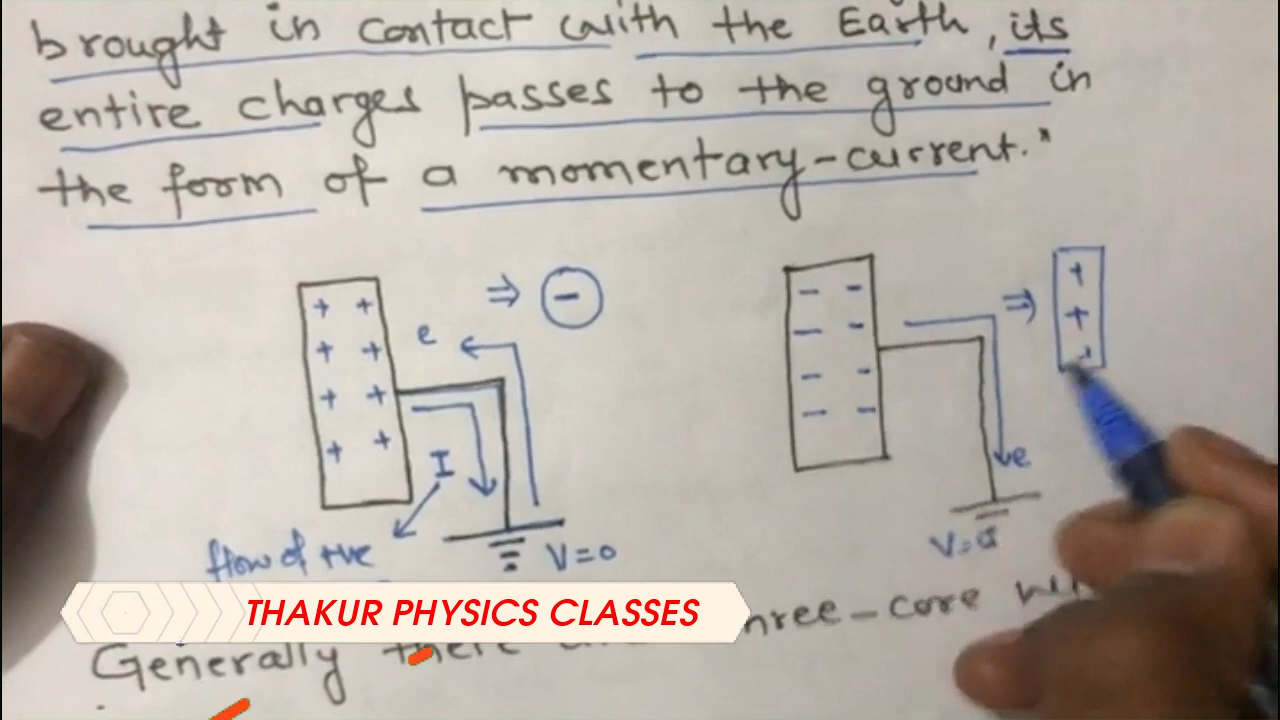 brought in contact with the Earth, its
entire charges passes to the ground in
the form of a momentary-current."
⇒ −
+ +
+ +
+ +
+ +
e
I
flow of +ve
V=0
− −
− −
− −
− −
⇒
+
+
e
THAKUR PHYSICS CLASSES
Generally